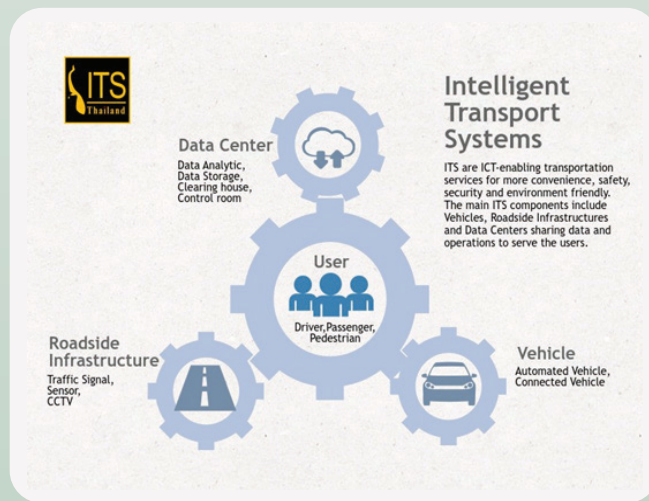 ITS
Thailand
Intelligent
Transport
Systems
ITS are ICT-enabling transportation
services for more convenience, safety,
security and environment friendly.
The main ITS components include
Vehicles, Roadside Infrastructures
and Data Centers sharing data and
operations to serve the users.
Data Center
Data Analytic,
Data Storage,
Clearing house,
Control room
User
Driver,Passenger,
Pedestrian
Roadside
Infrastructure
Traffic Signal,
Sensor,
CCTV
Vehicle
Automated Vehicle,
Connected Vehicle